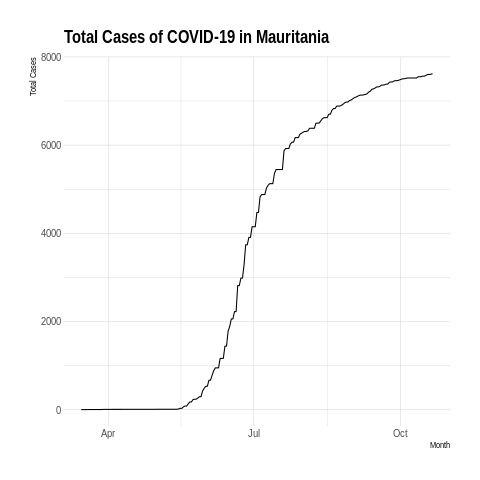 Total Cases of COVID-19 in Mauritania
Total Cases
8000
6000
4000
2000
0
Apr
Jul
Oct
Month